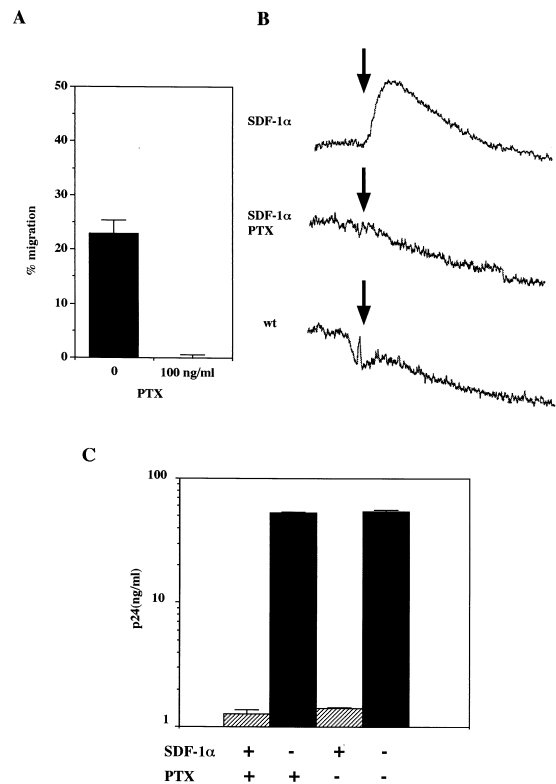 A
50
40
30
20
10
0
% migration
0 100 ng/ml
PTX
B
SDF-1α
SDF-1α
PTX
wt
C
100
10
1
p24(ng/ml)
SDF-1α + - + -
PTX + + - -